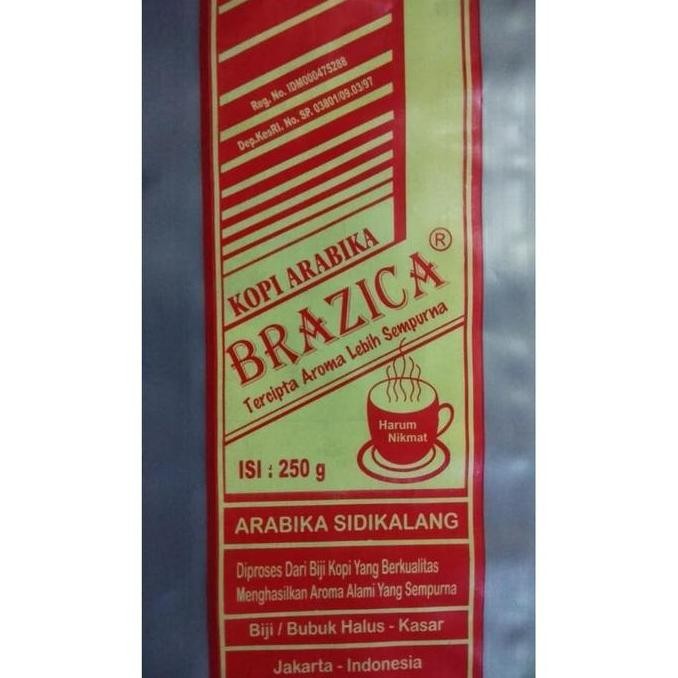 Reg. No. IDM000475288
Dep.KesRI. No. SP. 03801/09.03/97
KOPI ARABIKA
BRAZICA ®
Tercipta Aroma Lebih Sempurna
Harum
Nikmat
ISI : 250 g
ARABIKA SIDIKALANG
Diproses Dari Biji Kopi Yang Berkualitas
Menghasilkan Aroma Alami Yang Sempurna
Biji / Bubuk Halus - Kasar
Jakarta - Indonesia